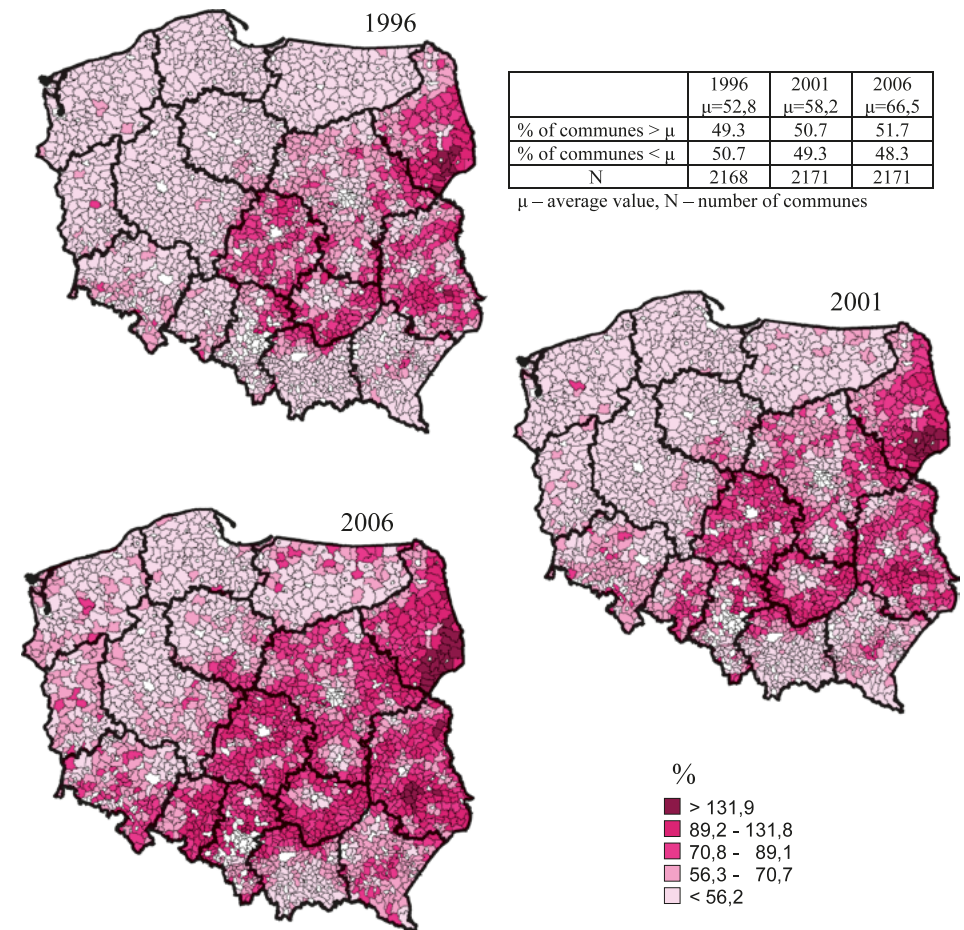 1996
1996 2001 2006
μ=52,8 μ=58,2 μ=66,5
% of communes > μ 49.3 50.7 51.7
% of communes < μ 50.7 49.3 48.3
N 2168 2171 2171
μ – average value, N – number of communes
2001
2006
%
> 131,9
89,2 - 131,8
70,8 - 89,1
56,3 - 70,7
< 56,2